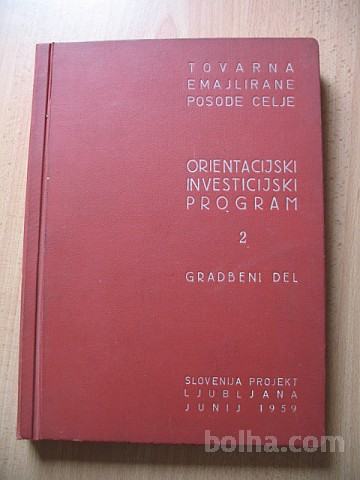 TOVARNA
EMAJLIRANE
POSODE CELJE
ORIENTACIJSKI
INVESTICIJSKI
PROGRAM
2
GRADBENI DEL
SLOVENIJA PROJEKT
LJUBLJANA
JUNIJ 1959
bolha.com